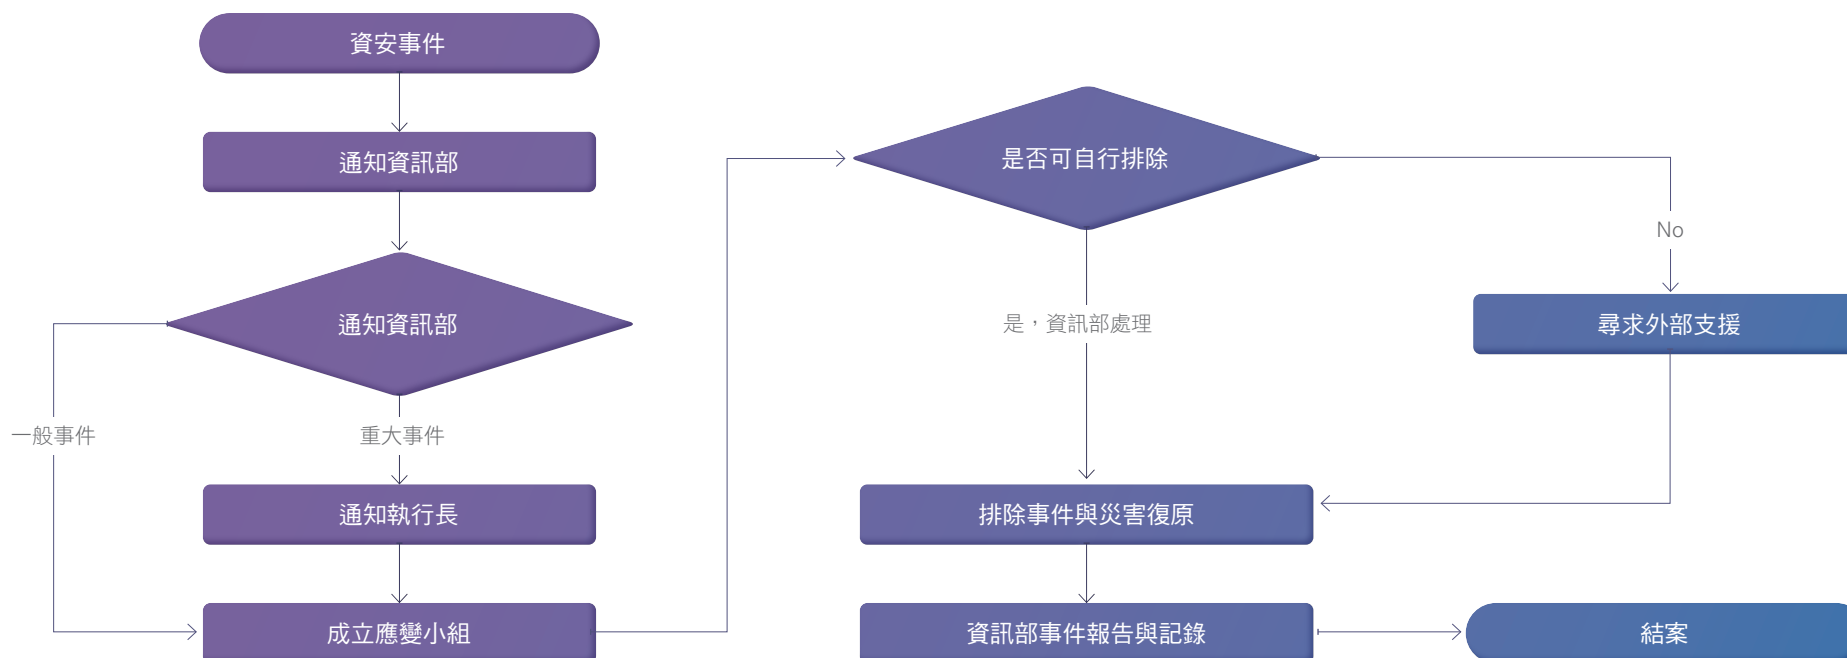 資安事件
通知資訊部
通知資訊部
一般事件
重大事件
通知執行長
成立應變小組
是否可自行排除
No
是，資訊部處理
尋求外部支援
排除事件與災害復原
資訊部事件報告與記錄
結案